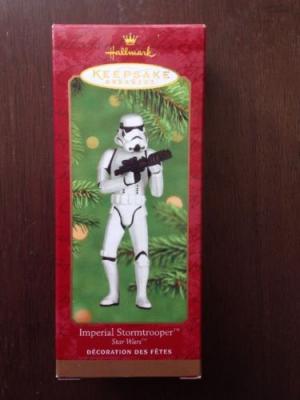 Hallmark
KEEPSAKE
ORNAMENT
Imperial Stormtrooper™
Star Wars™
DÉCORATION DES FÊTES